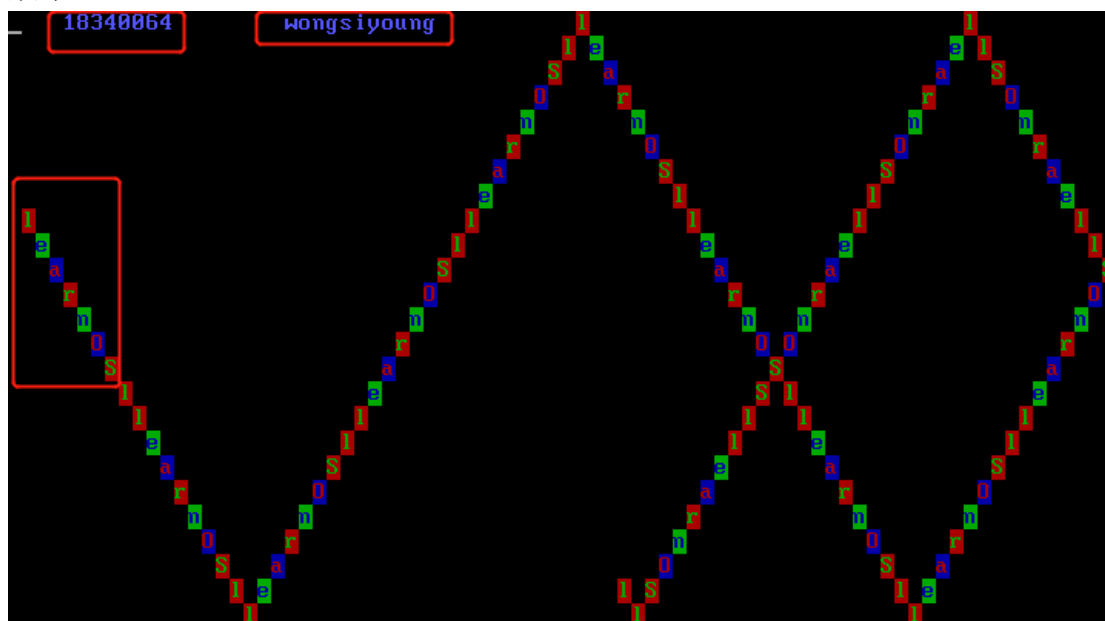 18340064 wongsiyoung l l
l e e l
S a a S
O r r O
n n n n
r O O r
a S S a
e l l e
l l l l l
e l e e l
a S a a S
r O r r O
n n n n n
O r O O r
S a S a
l e S l e
l l l l l
e l l e l
a S e a S
r O a r O
n n r n n
O r n O r
S a O S a
l e l S l e
l l l